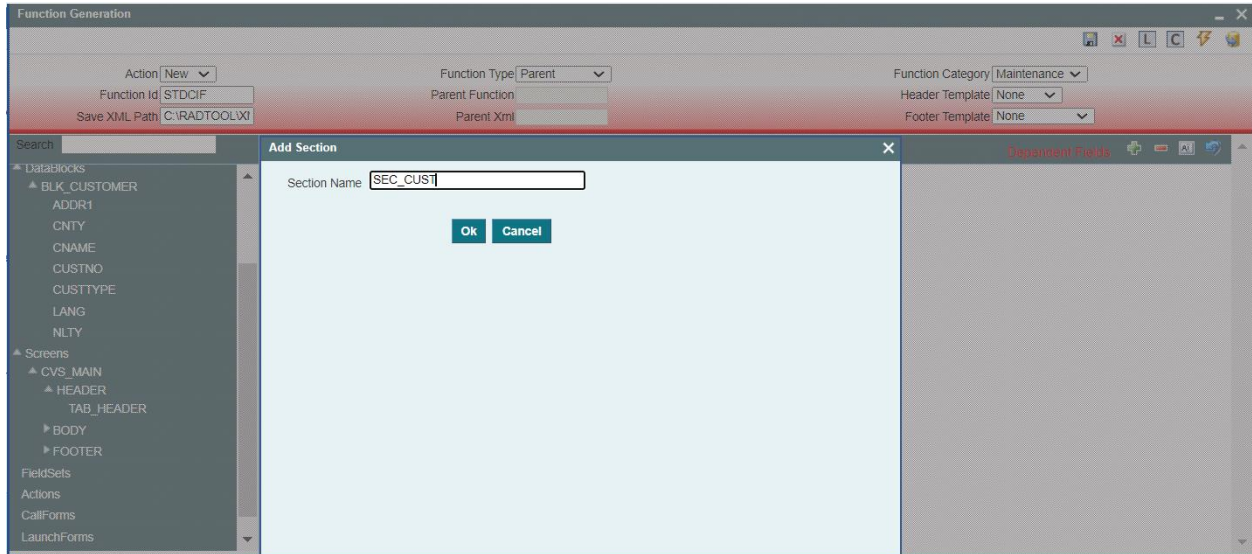 Function Generation
L C
Action New Function Type Parent Function Category Maintenance
Function Id STDCIF Parent Function Header Template None
Save XML Path C:\RADTOOL\XI Parent Xml Footer Template None
Search Add Section Dependent Fields
DataBlocks
Section Name SEC_CUST
BLK_CUSTOMER
ADDR1
CNTY
Ok Cancel
CNAME
CUSTNO
CUSTTYPE
LANG
NLTY
Screens
CVS_MAIN
HEADER
TAB_HEADER
BODY
FOOTER
FieldSets
Actions
CallForms
LaunchForms